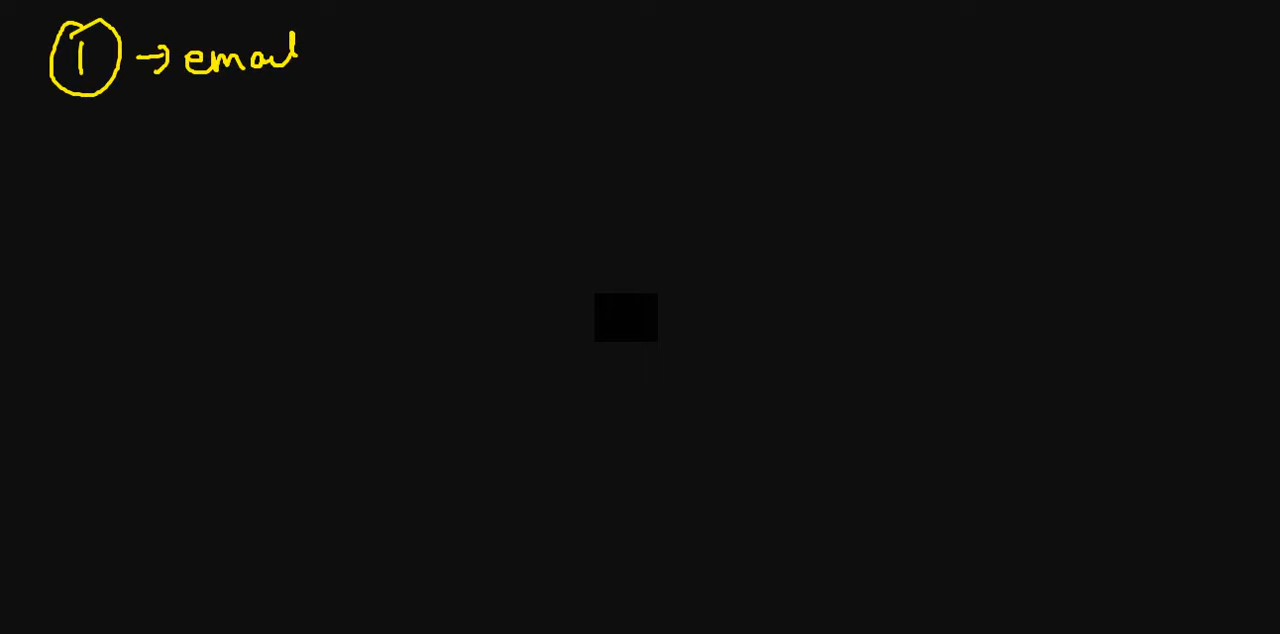 ① → email